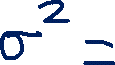 σ² =